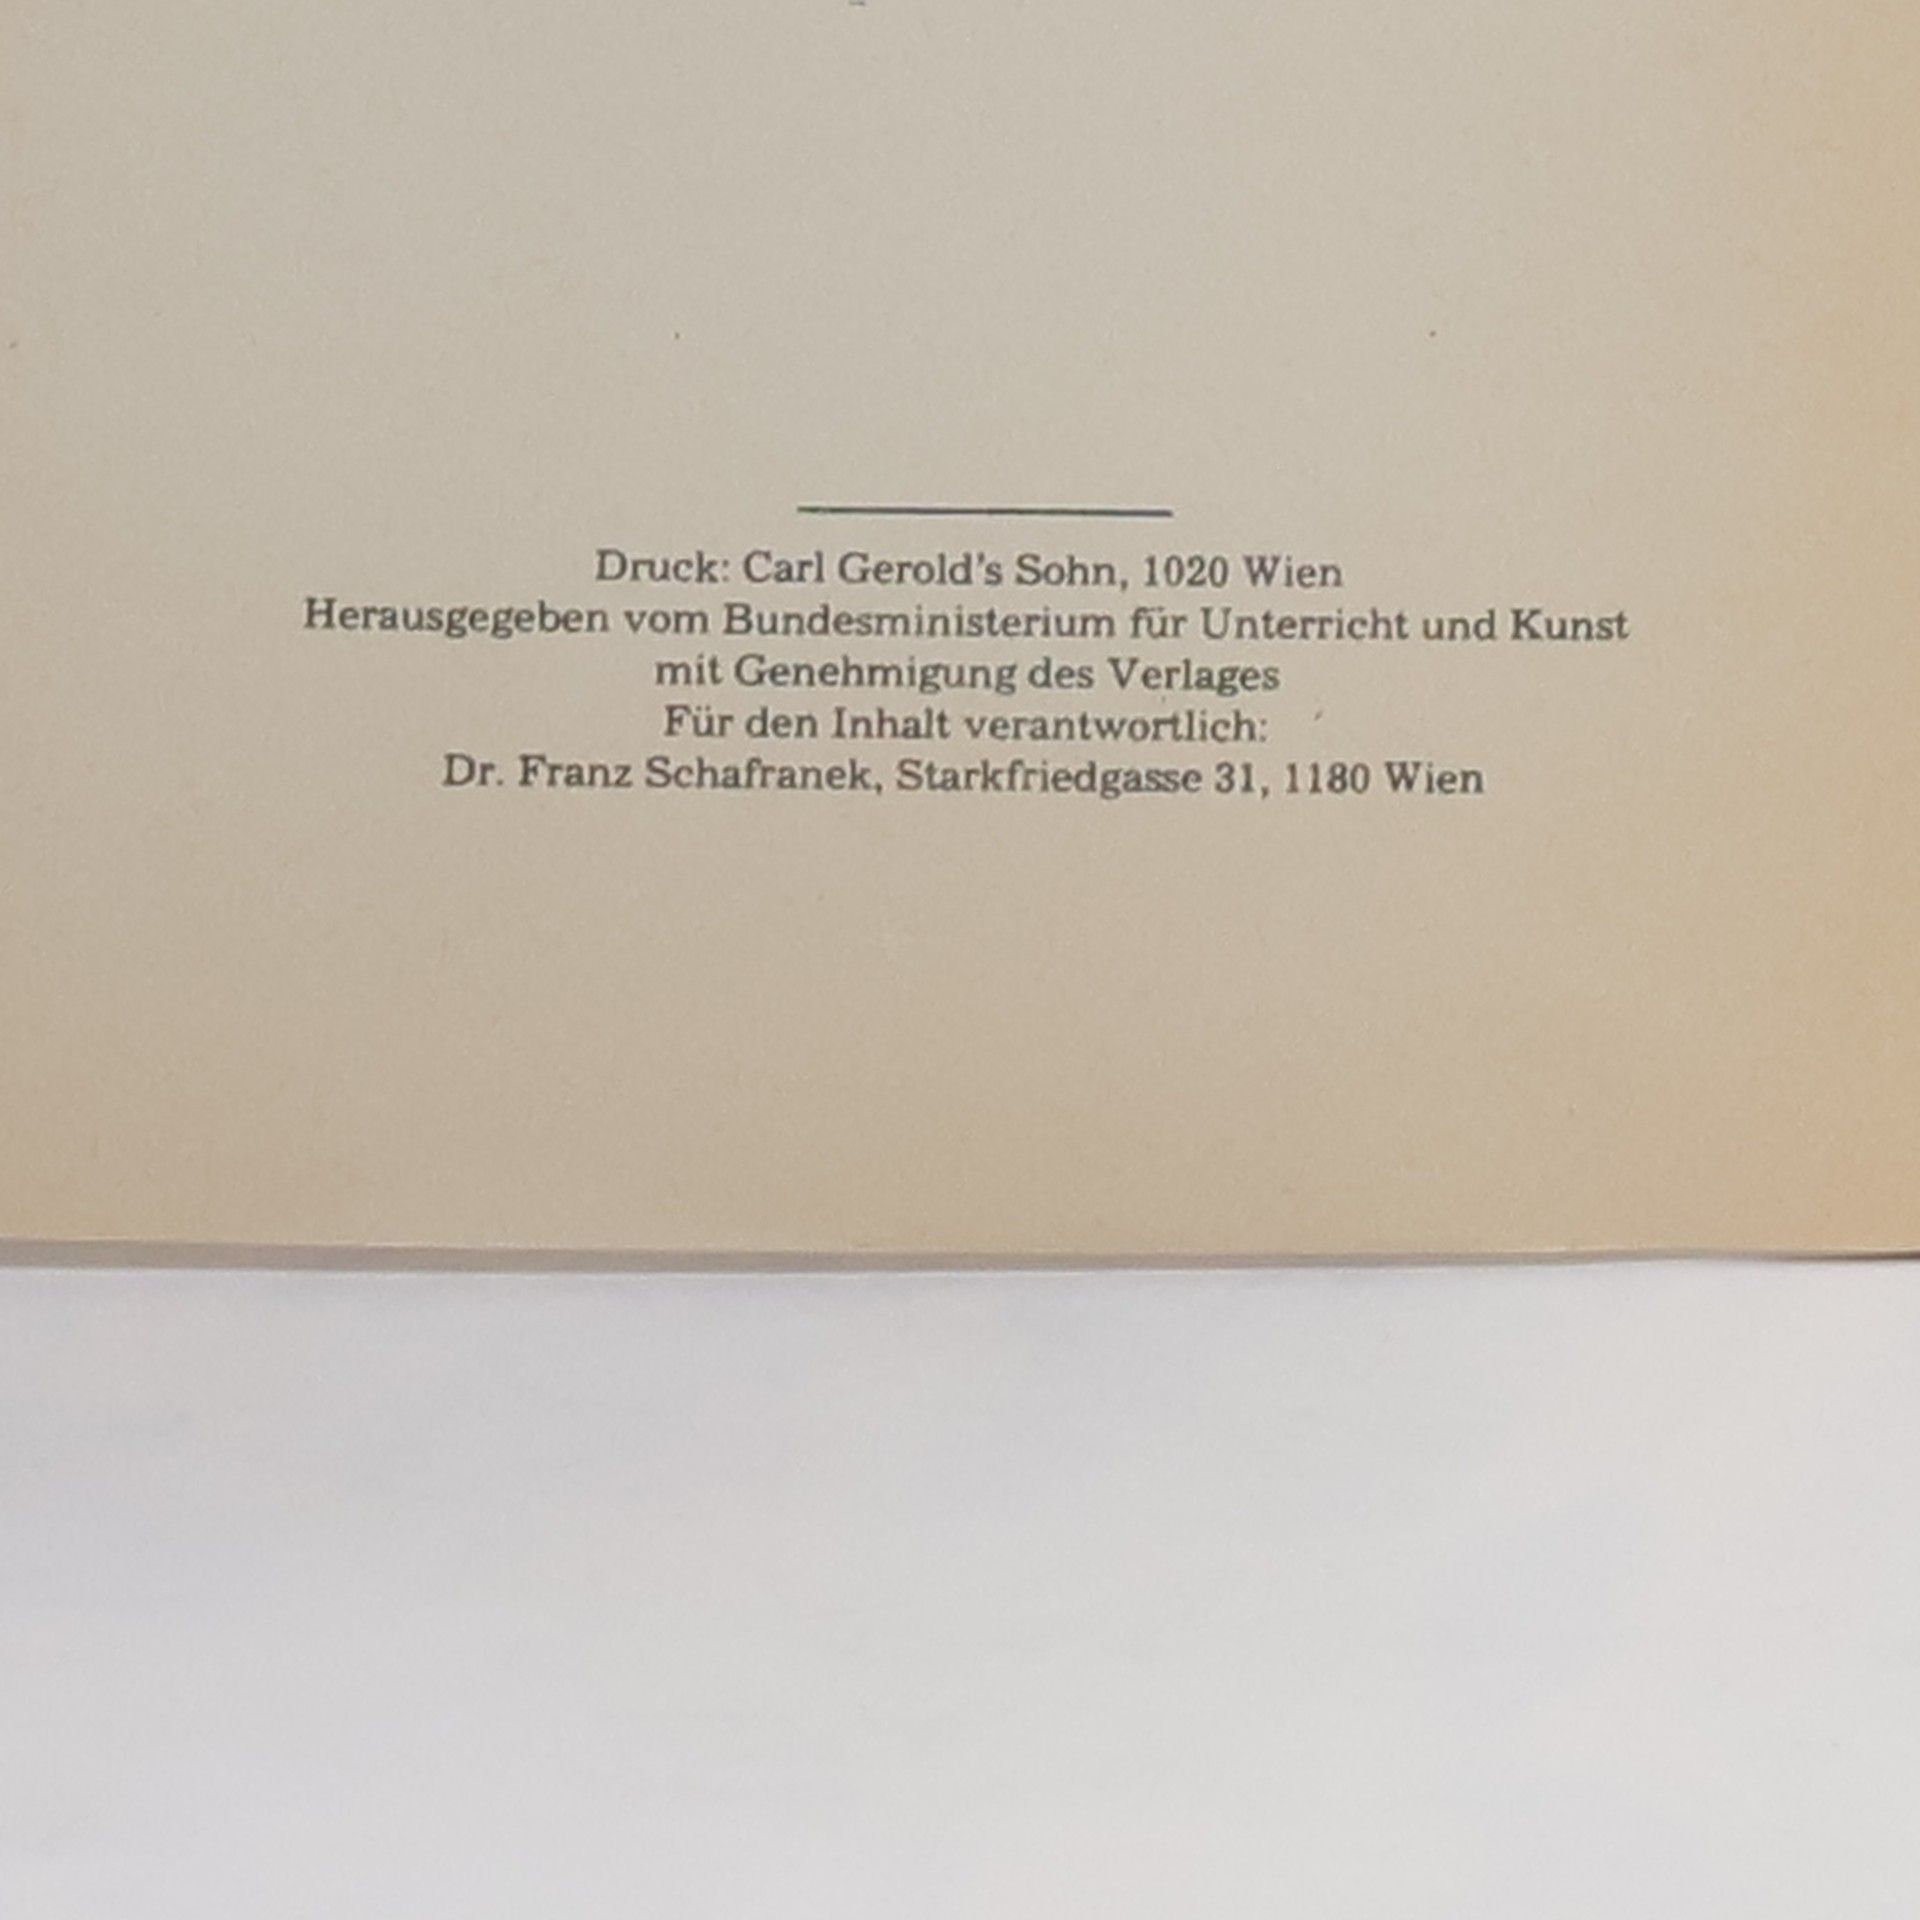 Druck: Carl Gerold's Sohn, 1020 Wien
Herausgegeben vom Bundesministerium für Unterricht und Kunst
mit Genehmigung des Verlages
Für den Inhalt verantwortlich:
Dr. Franz Schafranek, Starkfriedgasse 31, 1180 Wien